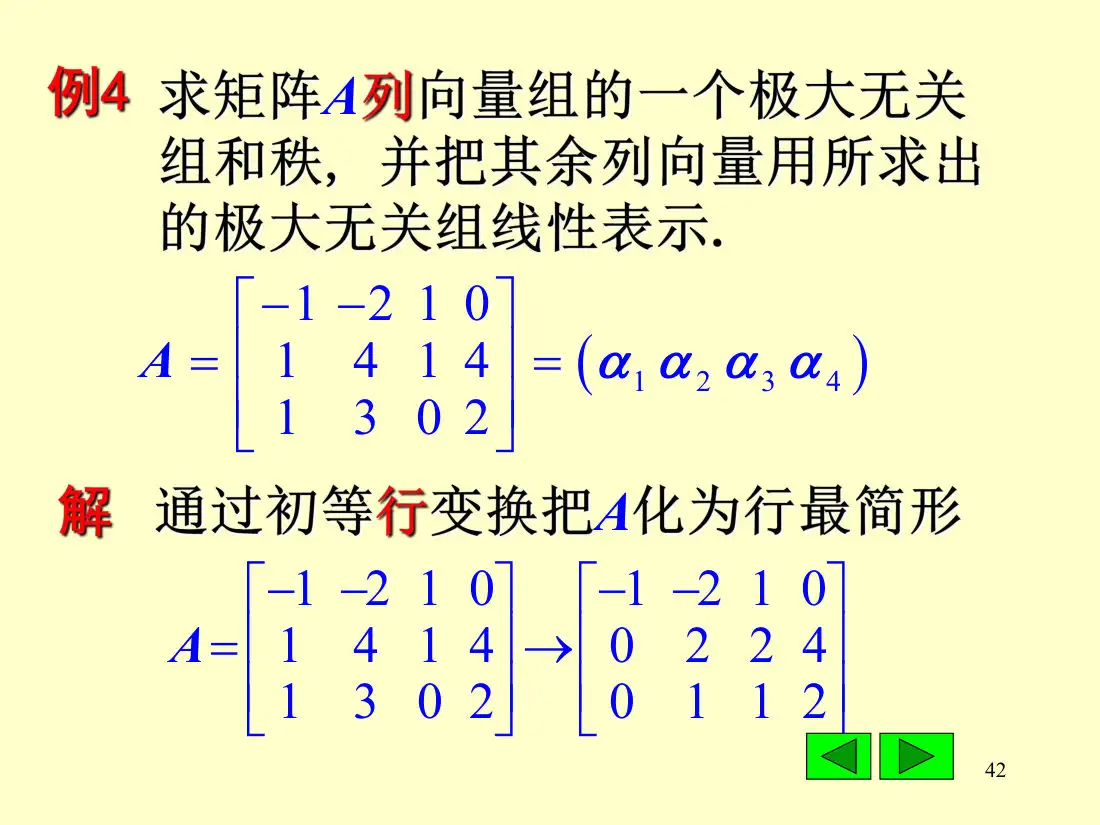 例4 求矩阵A列向量组的一个极大无关
组和秩, 并把其余列向量用所求出
的极大无关组线性表示.
A = [ −1 −2 1 0
1 4 1 4
1 3 0 2 ] = ( α1 α2 α3 α4 )
解 通过初等行变换把A化为行最简形
A = [ −1 −2 1 0
1 4 1 4
1 3 0 2 ] → [ −1 −2 1 0
0 2 2 4
0 1 1 2 ]
42